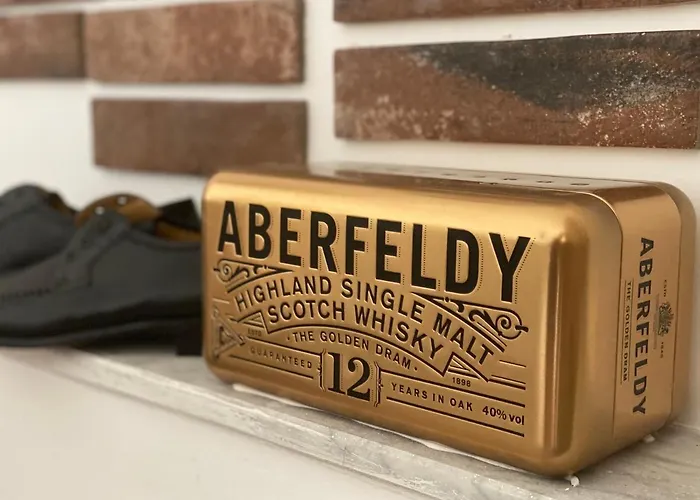 ABERFELDY
HIGHLAND SINGLE MALT
SCOTCH WHISKY
THE GOLDEN DRAM
1898
GUARANTEED 12 YEARS IN OAK 40% vol
ABERFELDY
THE GOLDEN DRAM